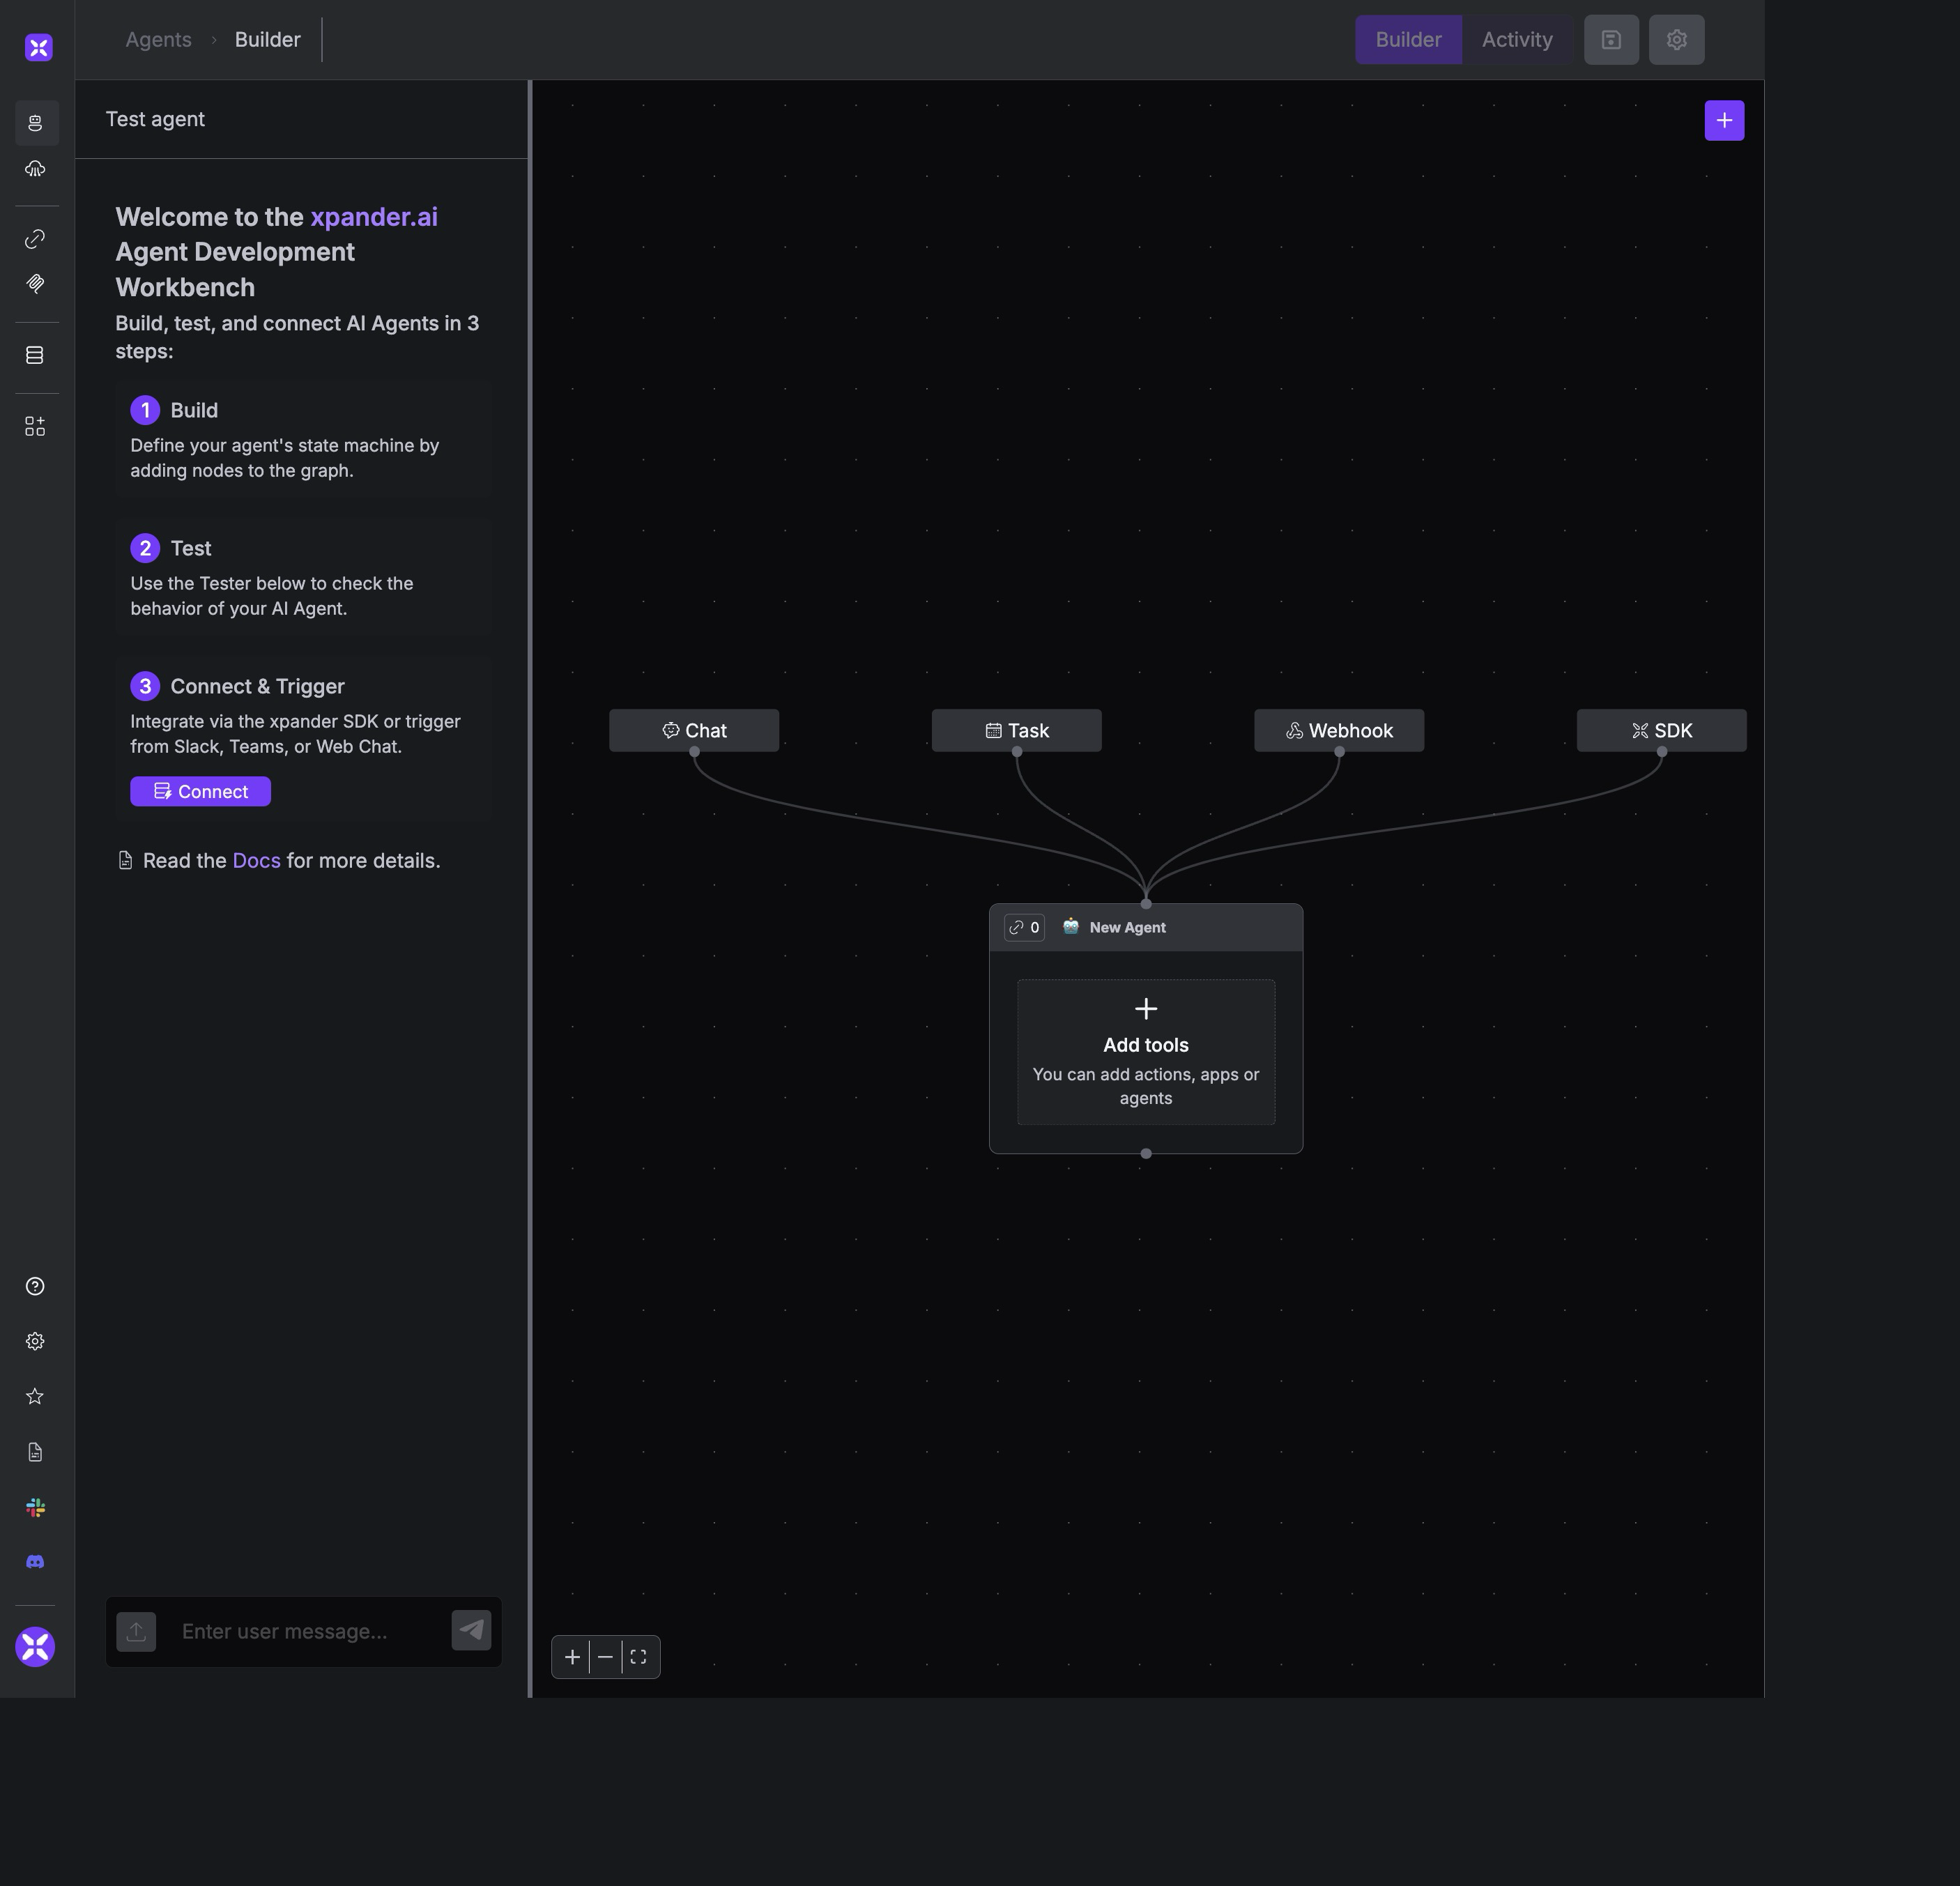 Agents › Builder
Builder
Activity
Test agent
Welcome to the xpander.ai
Agent Development
Workbench
Build, test, and connect AI Agents in 3
steps:
1 Build
Define your agent's state machine by
adding nodes to the graph.
2 Test
Use the Tester below to check the
behavior of your AI Agent.
3 Connect & Trigger
Integrate via the xpander SDK or trigger
from Slack, Teams, or Web Chat.
Connect
Read the Docs for more details.
Enter user message...
Chat
Task
Webhook
SDK
0 New Agent
Add tools
You can add actions, apps or
agents